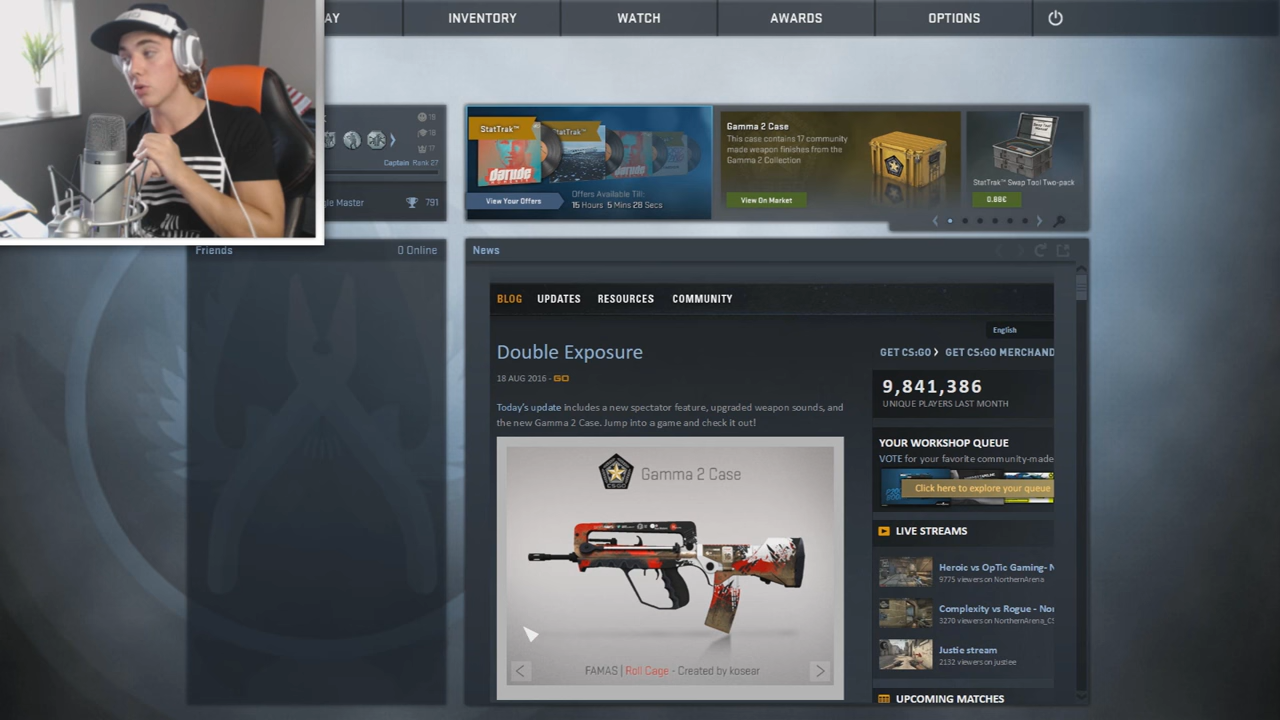 AY
INVENTORY
WATCH
AWARDS
OPTIONS
Captain Rank 27
gle Master
791
StatTrak™
StatTrak™
darude
View Your Offers
Offers Available Till:
15 Hours 5 Mins 28 Secs
Gamma 2 Case
This case contains 17 community
made weapon finishes from the
Gamma 2 Collection
View On Market
StatTrak™ Swap Tool Two-pack
0.88€
Friends
0 Online
News
BLOG
UPDATES
RESOURCES
COMMUNITY
English
Double Exposure
18 AUG 2016 - GO
Today's update includes a new spectator feature, upgraded weapon sounds, and
the new Gamma 2 Case. Jump into a game and check it out!
CS:GO
Gamma 2 Case
FAMAS | Roll Cage - Created by kosear
GET CS:GO
GET CS:GO MERCHAND
9,841,386
UNIQUE PLAYERS LAST MONTH
YOUR WORKSHOP QUEUE
VOTE for your favorite community-made
Click here to explore your queue
LIVE STREAMS
Heroic vs OpTic Gaming- N
9775 viewers on NorthernArena
Complexity vs Rogue - Nor
3270 viewers on NorthernArena_CS
Justie stream
2132 viewers on justiee
UPCOMING MATCHES